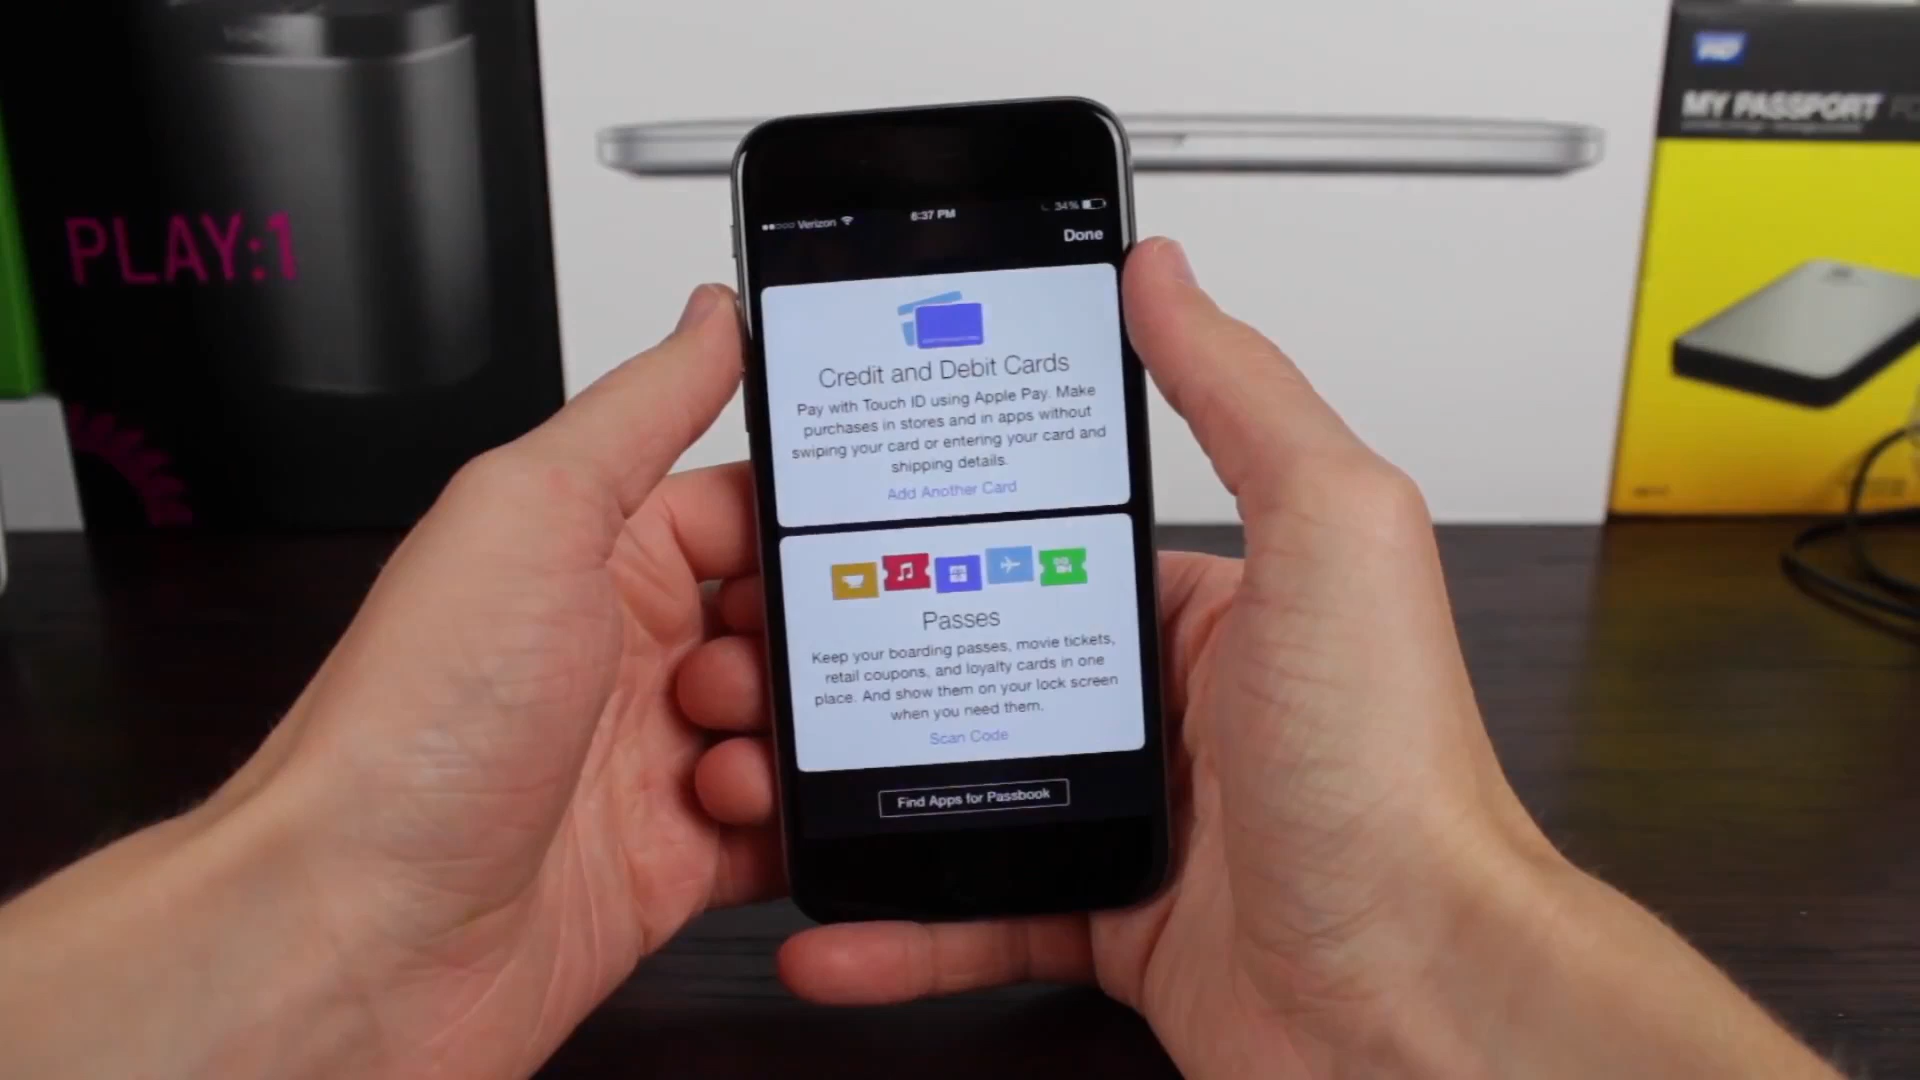 WD
MY PASSPORT
PLAY:1
Verizon
6:37 PM
34%
Done
Credit and Debit Cards
Pay with Touch ID using Apple Pay. Make
purchases in stores and in apps without
swiping your card or entering your card and
shipping details.
Add Another Card
Passes
Keep your boarding passes, movie tickets,
retail coupons, and loyalty cards in one
place. And show them on your lock screen
when you need them.
Scan Code
Find Apps for Passbook